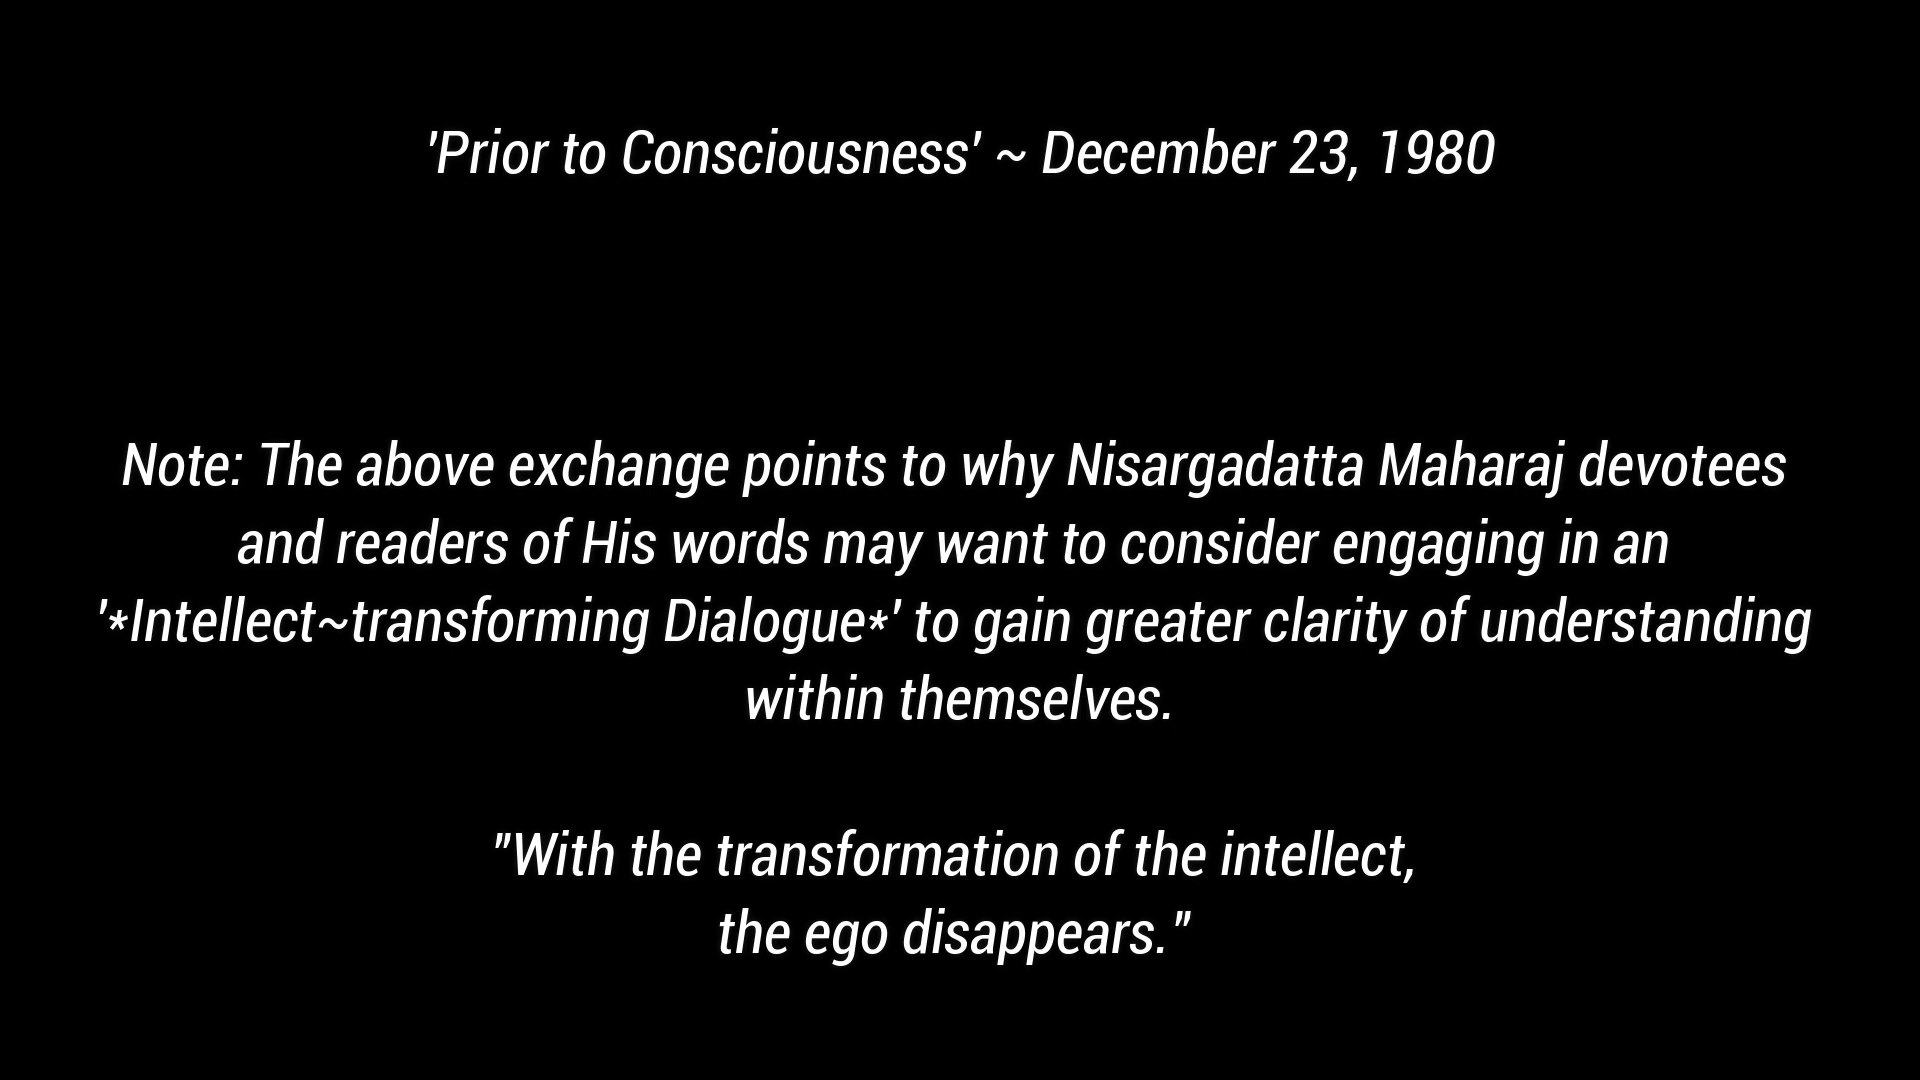 'Prior to Consciousness' ~ December 23, 1980
Note: The above exchange points to why Nisargadatta Maharaj devotees
and readers of His words may want to consider engaging in an
'*Intellect~transforming Dialogue*' to gain greater clarity of understanding
within themselves.
"With the transformation of the intellect,
the ego disappears."